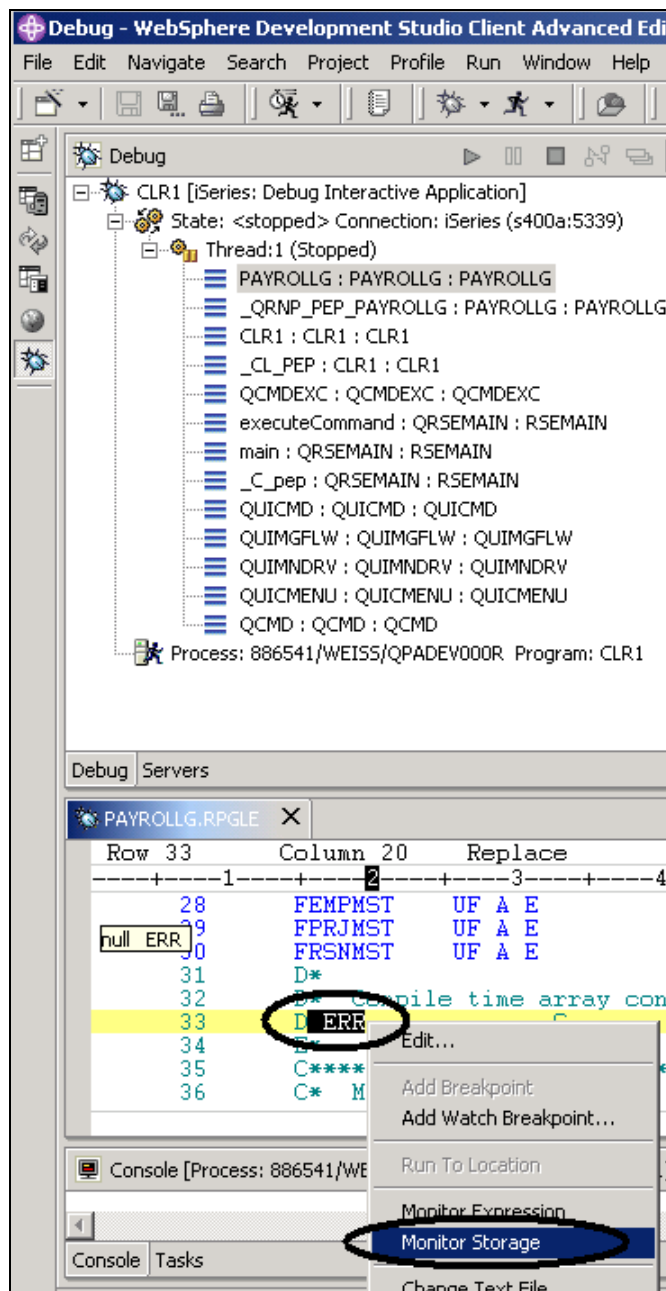 Debug - WebSphere Development Studio Client Advanced Edi
File Edit Navigate Search Project Profile Run Window Help
Debug
CLR1 [iSeries: Debug Interactive Application]
State: <stopped> Connection: iSeries (s400a:5339)
Thread:1 (Stopped)
PAYROLLG : PAYROLLG : PAYROLLG
_QRNP_PEP_PAYROLLG : PAYROLLG : PAYROLLG
CLR1 : CLR1 : CLR1
_CL_PEP : CLR1 : CLR1
QCMDEXC : QCMDEXC : QCMDEXC
executeCommand : QRSEMAIN : RSEMAIN
main : QRSEMAIN : RSEMAIN
_C_pep : QRSEMAIN : RSEMAIN
QUICMD : QUICMD : QUICMD
QUIMGFLW : QUIMGFLW : QUIMGFLW
QUIMNDRV : QUIMNDRV : QUIMNDRV
QUICMENU : QUICMENU : QUICMENU
QCMD : QCMD : QCMD
Process: 886541/WEISS/QPADEV000R Program: CLR1
Debug Servers
PAYROLLG.RPGLE
Row 33 Column 20 Replace
----+----1----+----2----+----3----+----4
28 FEMPMST UF A E
29 FPRJMST UF A E
null ERR
30 FRSNMST UF A E
31 D*
32 D* Compile time array con
33 D ERR
34 E*
35 C****
36 C* M
Edit...
Add Breakpoint
Add Watch Breakpoint...
Run To Location
Monitor Expression
Monitor Storage
Change Text File
Console [Process: 886541/WE
Console Tasks